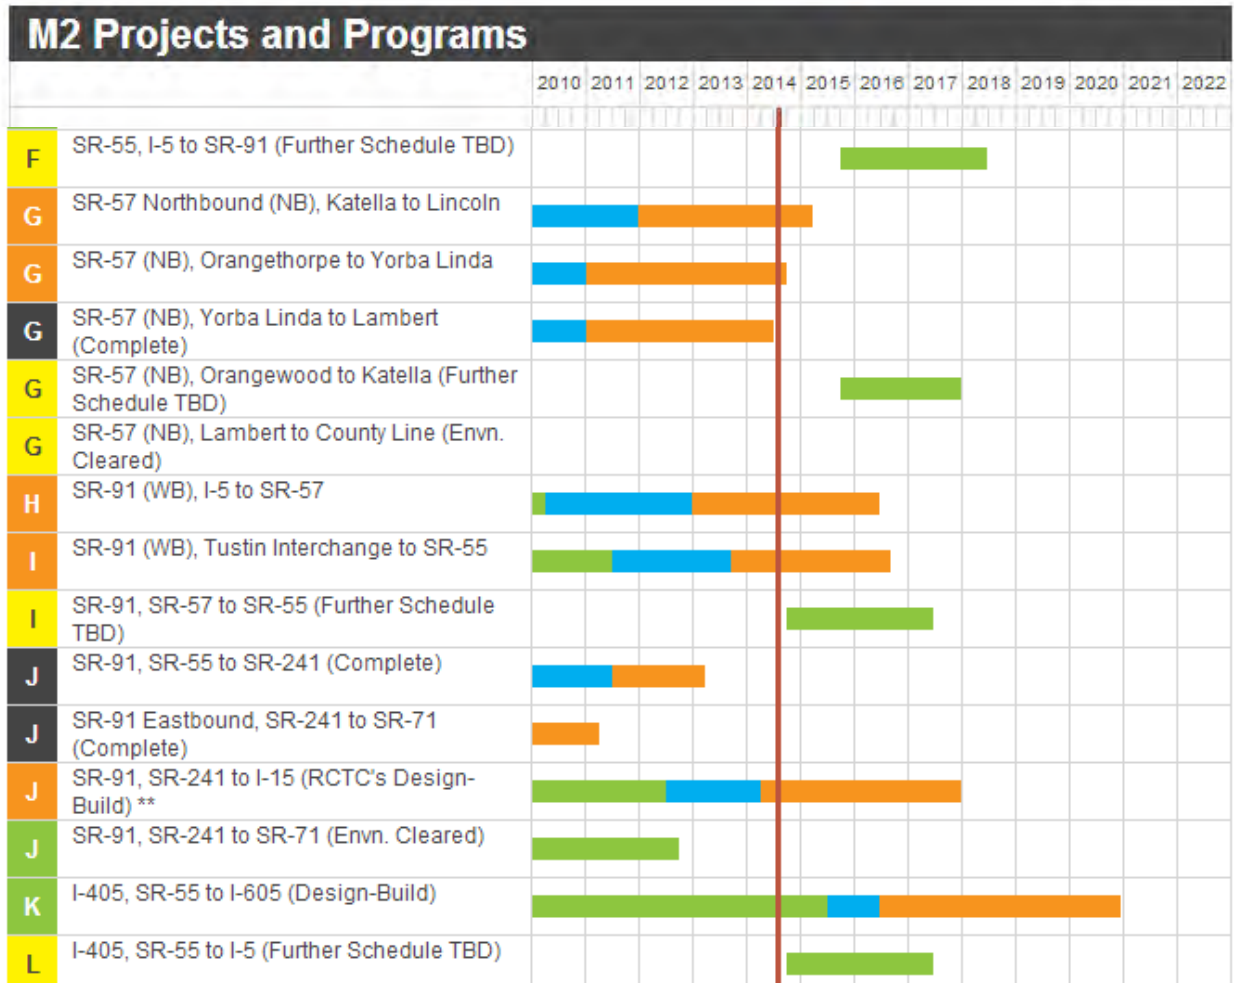 M2 Projects and Programs
2010 2011 2012 2013 2014 2015 2016 2017 2018 2019 2020 2021 2022
F SR-55, I-5 to SR-91 (Further Schedule TBD)
G SR-57 Northbound (NB), Katella to Lincoln
G SR-57 (NB), Orangethorpe to Yorba Linda
G SR-57 (NB), Yorba Linda to Lambert
(Complete)
G SR-57 (NB), Orangewood to Katella (Further
Schedule TBD)
G SR-57 (NB), Lambert to County Line (Envn.
Cleared)
H SR-91 (WB), I-5 to SR-57
I SR-91 (WB), Tustin Interchange to SR-55
I SR-91, SR-57 to SR-55 (Further Schedule
TBD)
J SR-91, SR-55 to SR-241 (Complete)
J SR-91 Eastbound, SR-241 to SR-71
(Complete)
J SR-91, SR-241 to I-15 (RCTC's Design-
Build) **
J SR-91, SR-241 to SR-71 (Envn. Cleared)
K I-405, SR-55 to I-605 (Design-Build)
L I-405, SR-55 to I-5 (Further Schedule TBD)